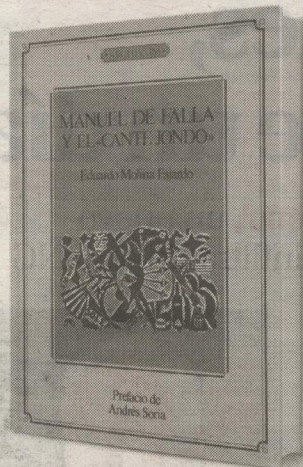 MANUEL DE FALLA
Y EL «CANTE JONDO»
Eduardo Molina Fajardo
Prefacio de
Andrés Soria